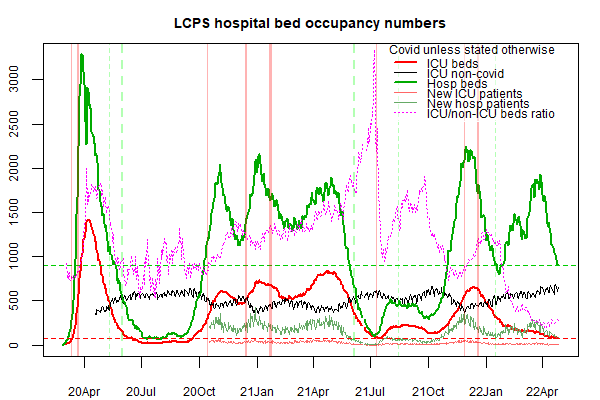 LCPS hospital bed occupancy numbers
Covid unless stated otherwise
ICU beds
ICU non-covid
Hosp beds
New ICU patients
New hosp patients
ICU/non-ICU beds ratio
3000
2500
2000
1500
1000
500
0
20Apr 20Jul 20Oct 21Jan 21Apr 21Jul 21Oct 22Jan 22Apr